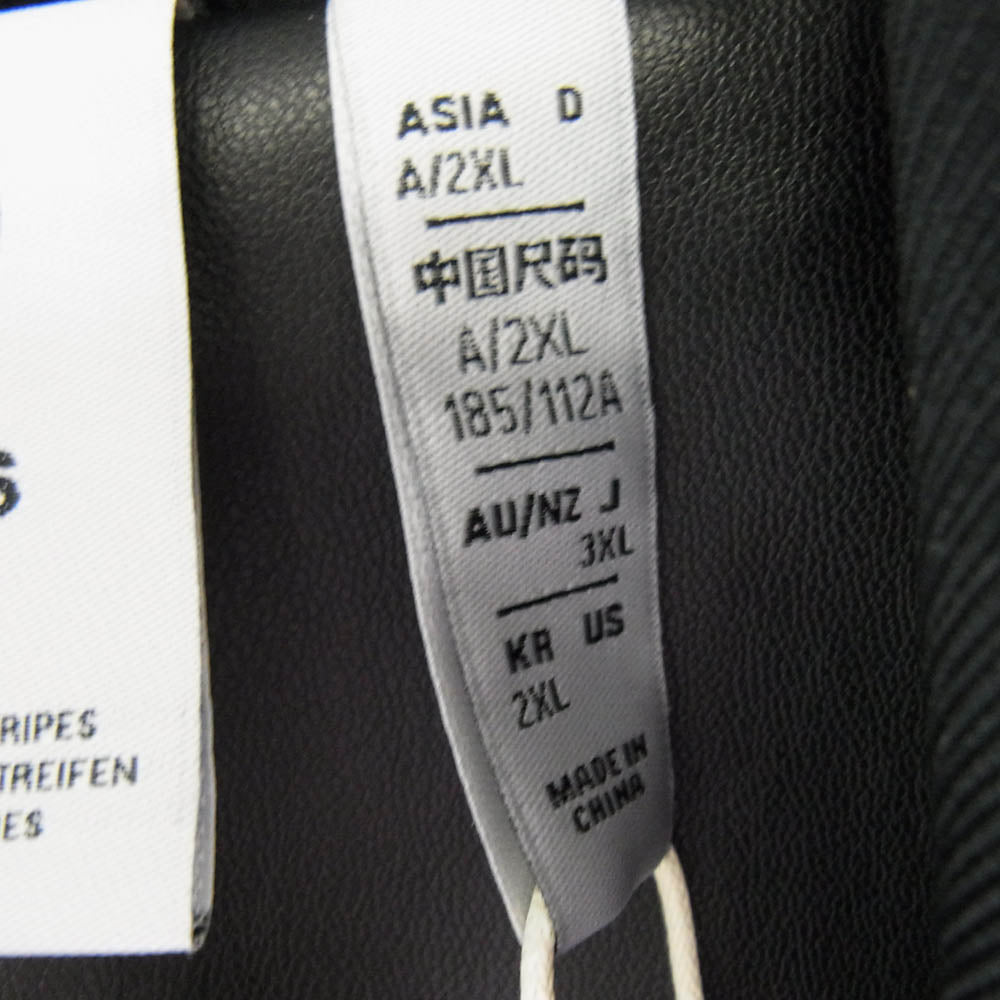 ASIA D
A/2XL
中国尺码
A/2XL
185/112A
AU/NZ J
3XL
KR US
2XL
MADE IN
CHINA
S
RIPES
TREIFEN
ES